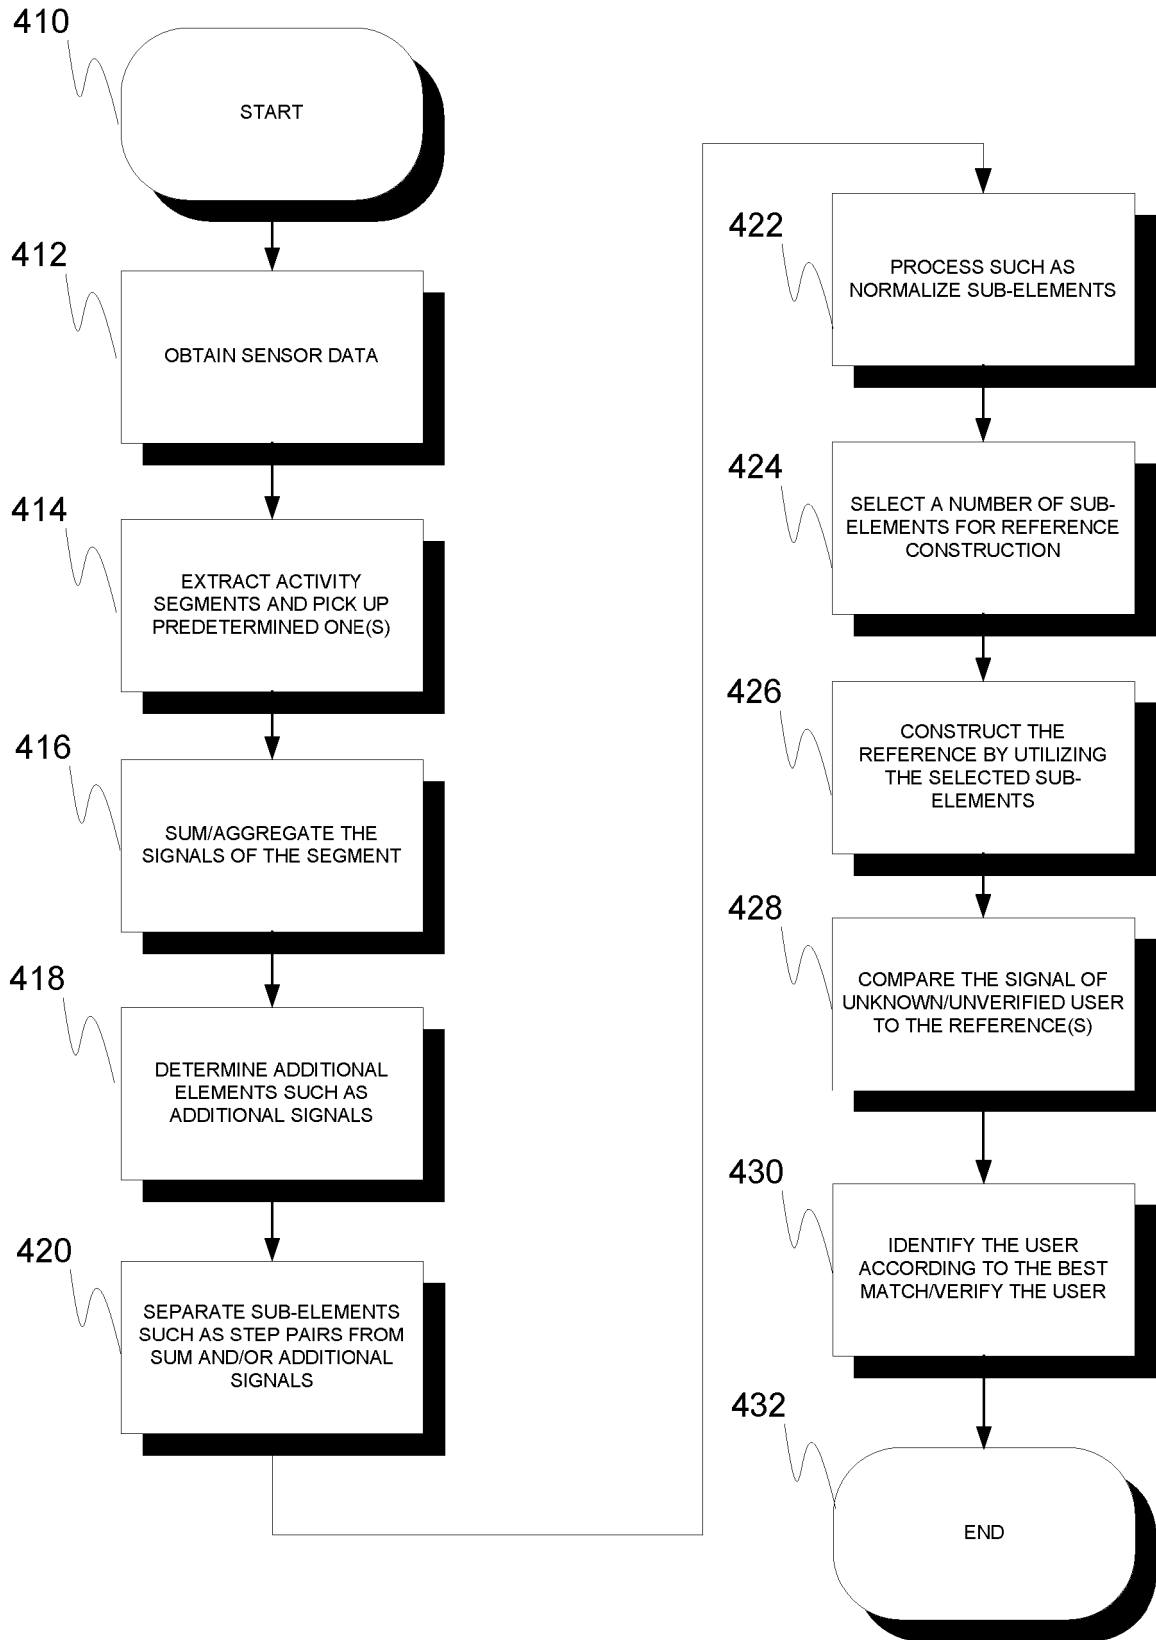 410
START
412
OBTAIN SENSOR DATA
414
EXTRACT ACTIVITY
SEGMENTS AND PICK UP
PREDETERMINED ONE(S)
416
SUM/AGGREGATE THE
SIGNALS OF THE SEGMENT
418
DETERMINE ADDITIONAL
ELEMENTS SUCH AS
ADDITIONAL SIGNALS
420
SEPARATE SUB-ELEMENTS
SUCH AS STEP PAIRS FROM
SUM AND/OR ADDITIONAL
SIGNALS
422
PROCESS SUCH AS
NORMALIZE SUB-ELEMENTS
424
SELECT A NUMBER OF SUB-
ELEMENTS FOR REFERENCE
CONSTRUCTION
426
CONSTRUCT THE
REFERENCE BY UTILIZING
THE SELECTED SUB-
ELEMENTS
428
COMPARE THE SIGNAL OF
UNKNOWN/UNVERIFIED USER
TO THE REFERENCE(S)
430
IDENTIFY THE USER
ACCORDING TO THE BEST
MATCH/VERIFY THE USER
432
END